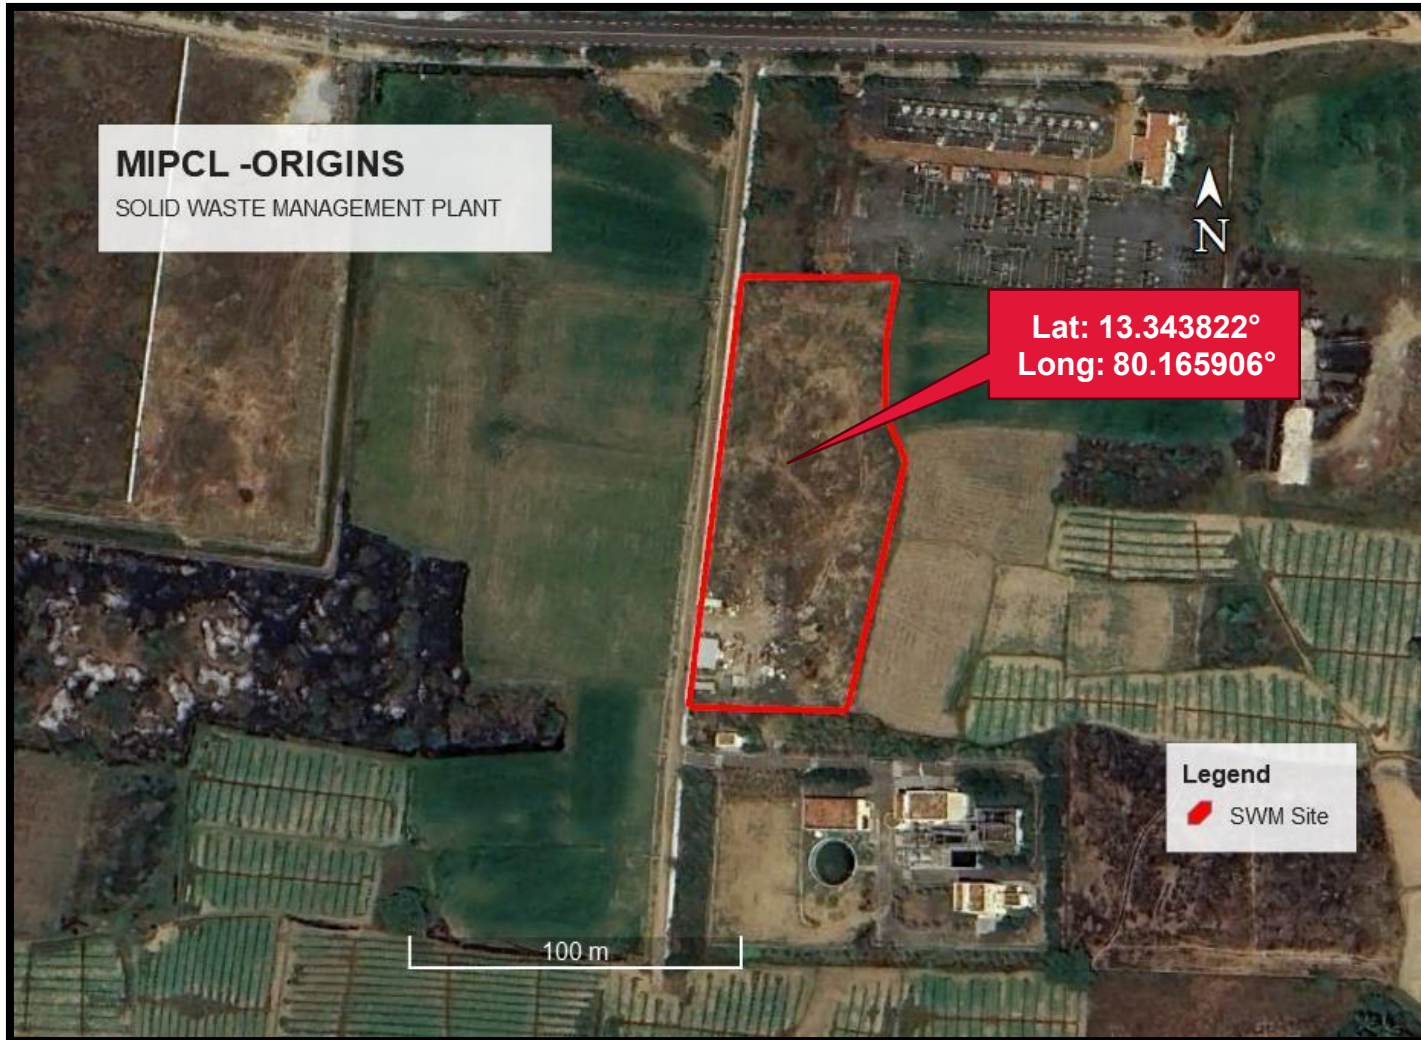 MIPCL -ORIGINS
SOLID WASTE MANAGEMENT PLANT
N
Lat: 13.343822°
Long: 80.165906°
Legend
SWM Site
100 m